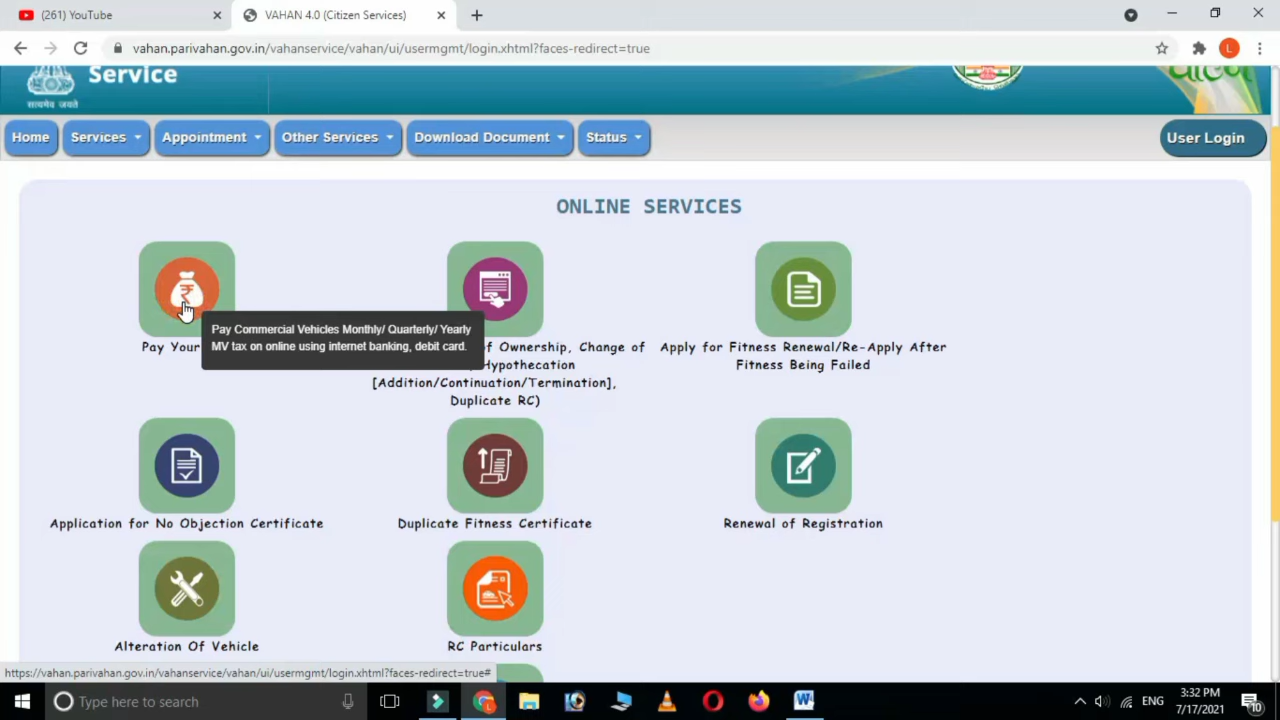 (261) YouTube
VAHAN 4.0 (Citizen Services)
vahan.parivahan.gov.in/vahanservice/vahan/ui/usermgmt/login.xhtml?faces-redirect=true
L
Service
सत्यमेव जयते
Home
Services
Appointment
Other Services
Download Document
Status
User Login
ONLINE SERVICES
Pay Your
Pay Commercial Vehicles Monthly/ Quarterly/ Yearly
MV tax on online using internet banking, debit card.
of Ownership, Change of
Hypothecation
[Addition/Continuation/Termination],
Duplicate RC)
Apply for Fitness Renewal/Re-Apply After
Fitness Being Failed
Application for No Objection Certificate
Duplicate Fitness Certificate
Renewal of Registration
Alteration Of Vehicle
RC Particulars
https://vahan.parivahan.gov.in/vahanservice/vahan/ui/usermgmt/login.xhtml?faces-redirect=true#
Type here to search
ENG
3:32 PM
7/17/2021
10